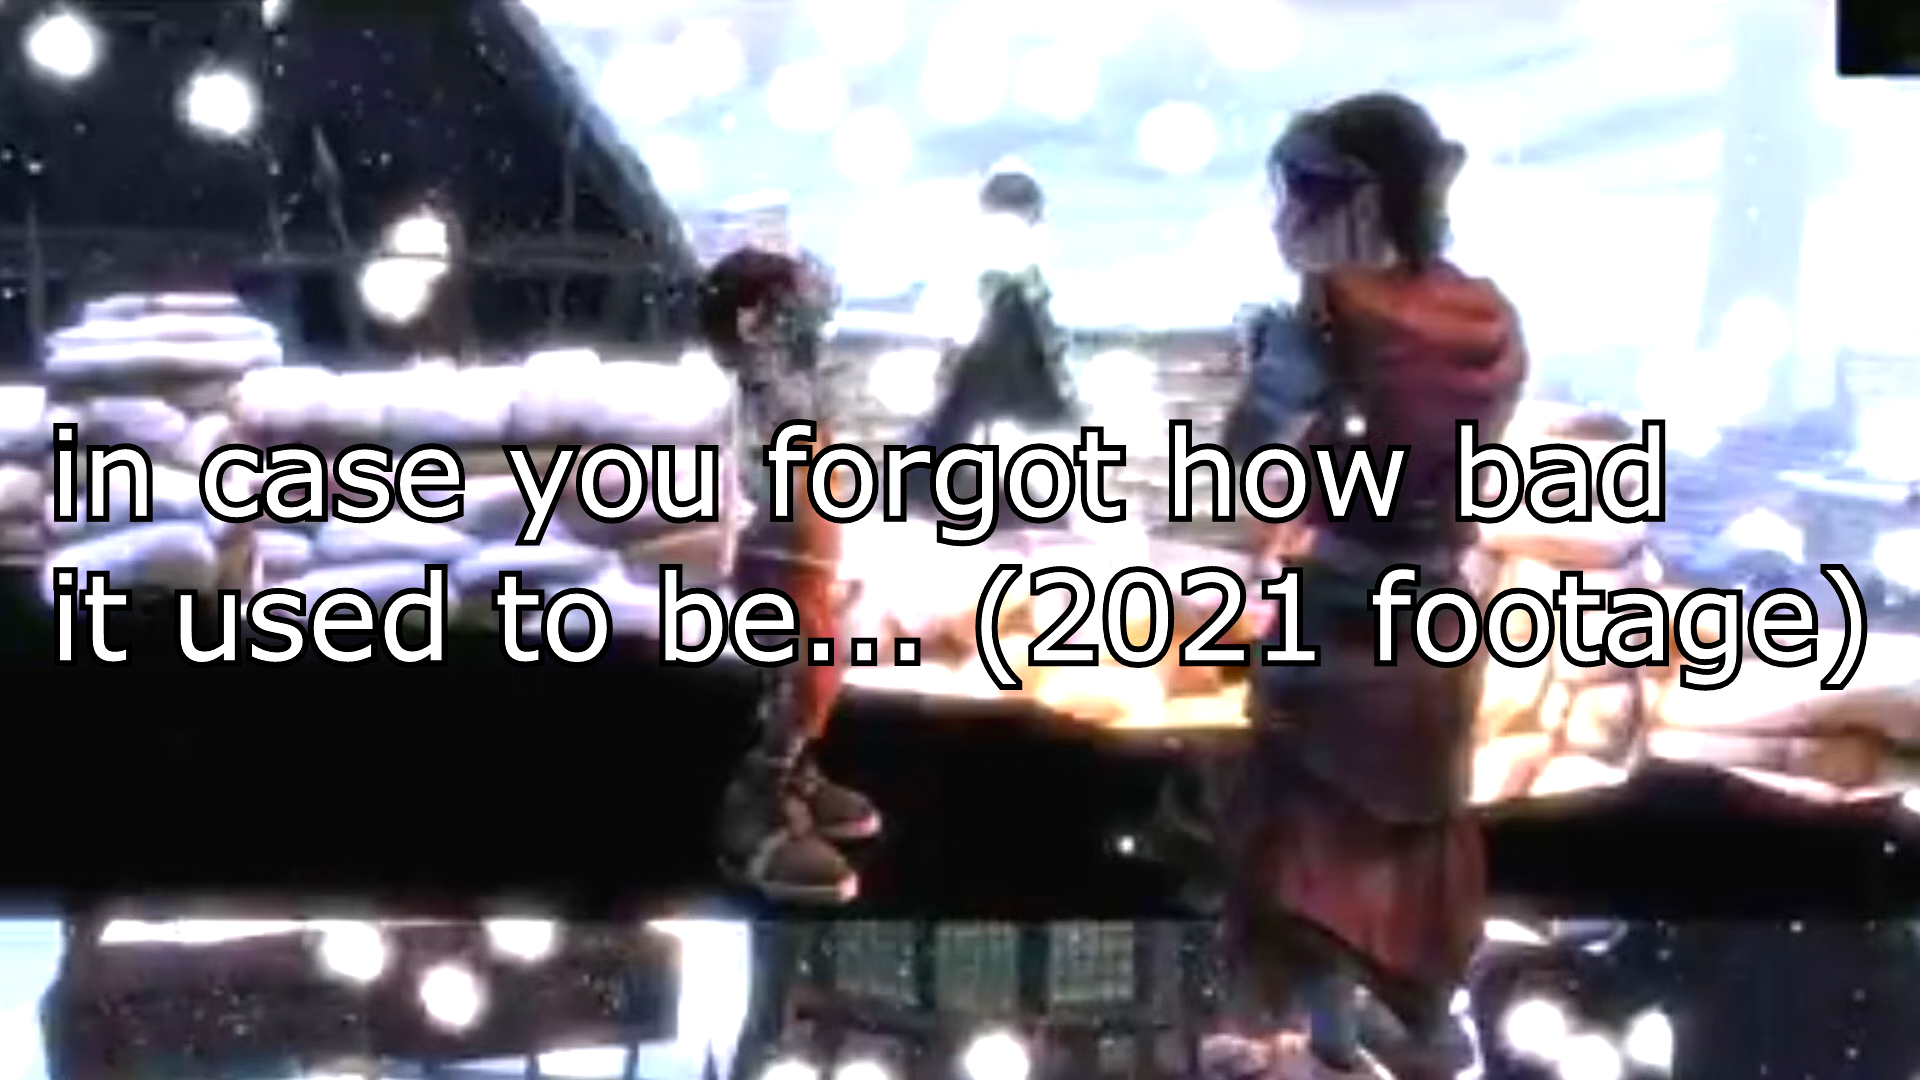 in case you forgot how bad
it used to be... (2021 footage)